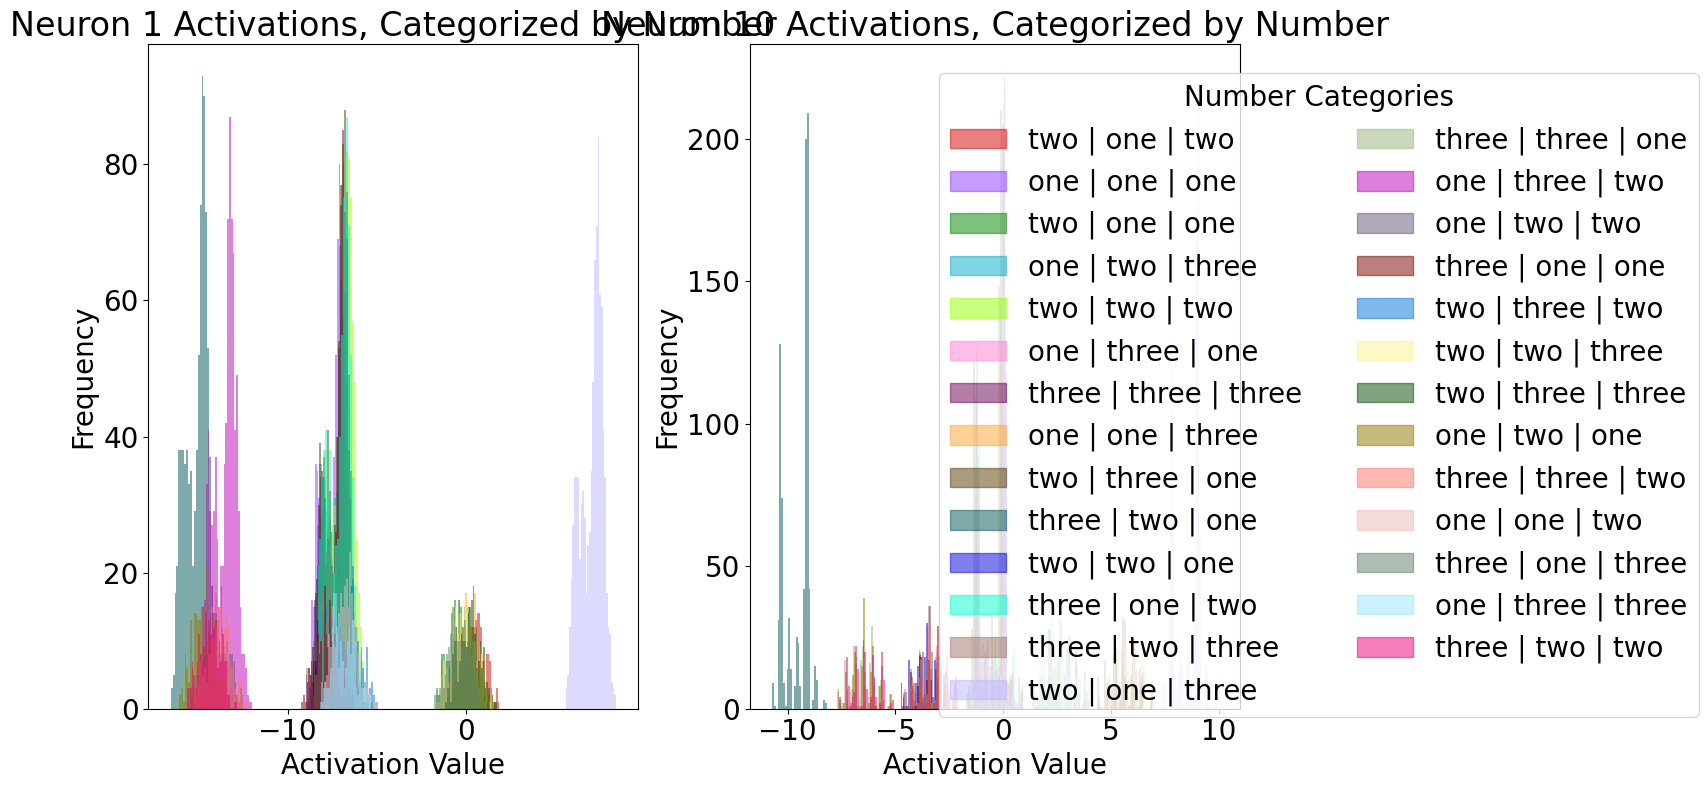 Neuron 1 Activations, Categorized by Number
Neuron 10 Activations, Categorized by Number
Frequency
80
60
40
20
0
−10
0
Activation Value
Frequency
200
150
100
50
0
−10
−5
0
5
10
Activation Value
Number Categories
two | one | two
one | one | one
two | one | one
one | two | three
two | two | two
one | three | one
three | three | three
one | one | three
two | three | one
three | two | one
two | two | one
three | one | two
three | two | three
two | one | three
three | three | one
one | three | two
one | two | two
three | one | one
two | three | two
two | two | three
two | three | three
one | two | one
three | three | two
one | one | two
three | one | three
one | three | three
three | two | two